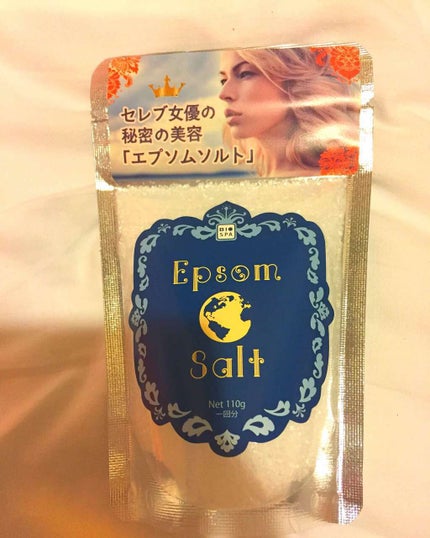 セレブ女優の
秘密の美容
「エプソムソルト」
BIO
SPA
Epsom
Salt
Net 110g
一回分